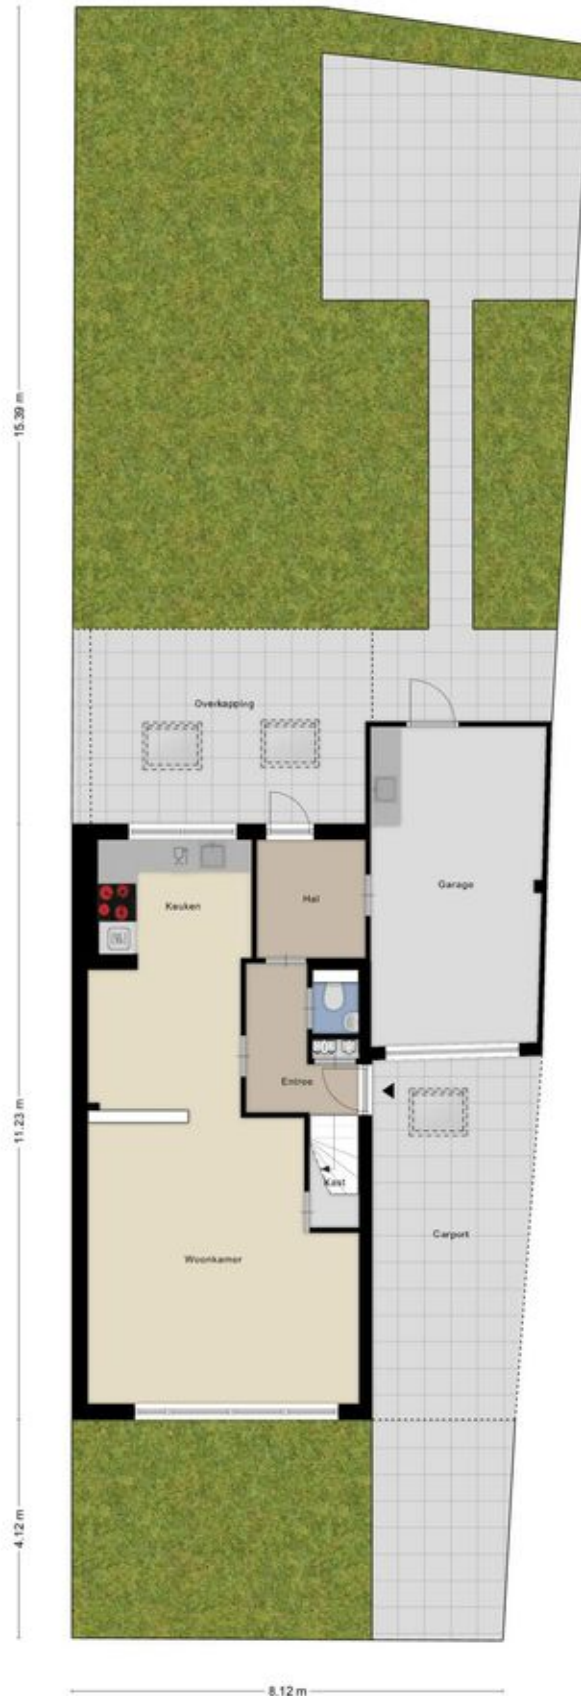 15.39 m
Overkapping
Keuken
Hal
Garage
Entree
11.23 m
Kast
Carport
Woonkamer
4.12 m
8.12 m